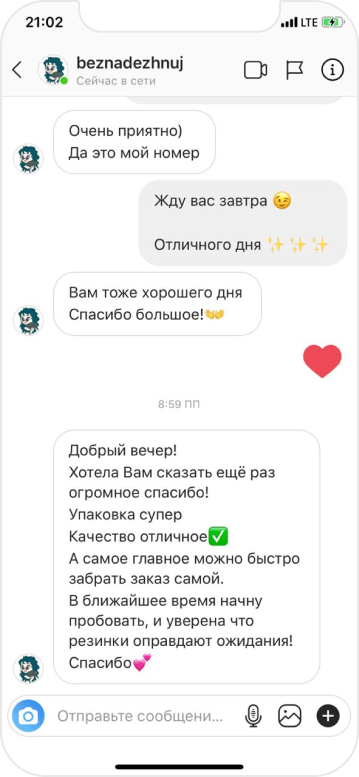 21:02
LTE
beznadezhnuj
Сейчас в сети
Очень приятно)
Да это мой номер
Жду вас завтра 😉
Отличного дня ✨✨✨
Вам тоже хорошего дня
Спасибо большое!👐
❤️
8:59 ПП
Добрый вечер!
Хотела Вам сказать ещё раз
огромное спасибо!
Упаковка супер
Качество отличное✅
А самое главное можно быстро
забрать заказ самой.
В ближайшее время начну
пробовать, и уверена что
резинки оправдают ожидания!
Спасибо💕
Отправьте сообщени...